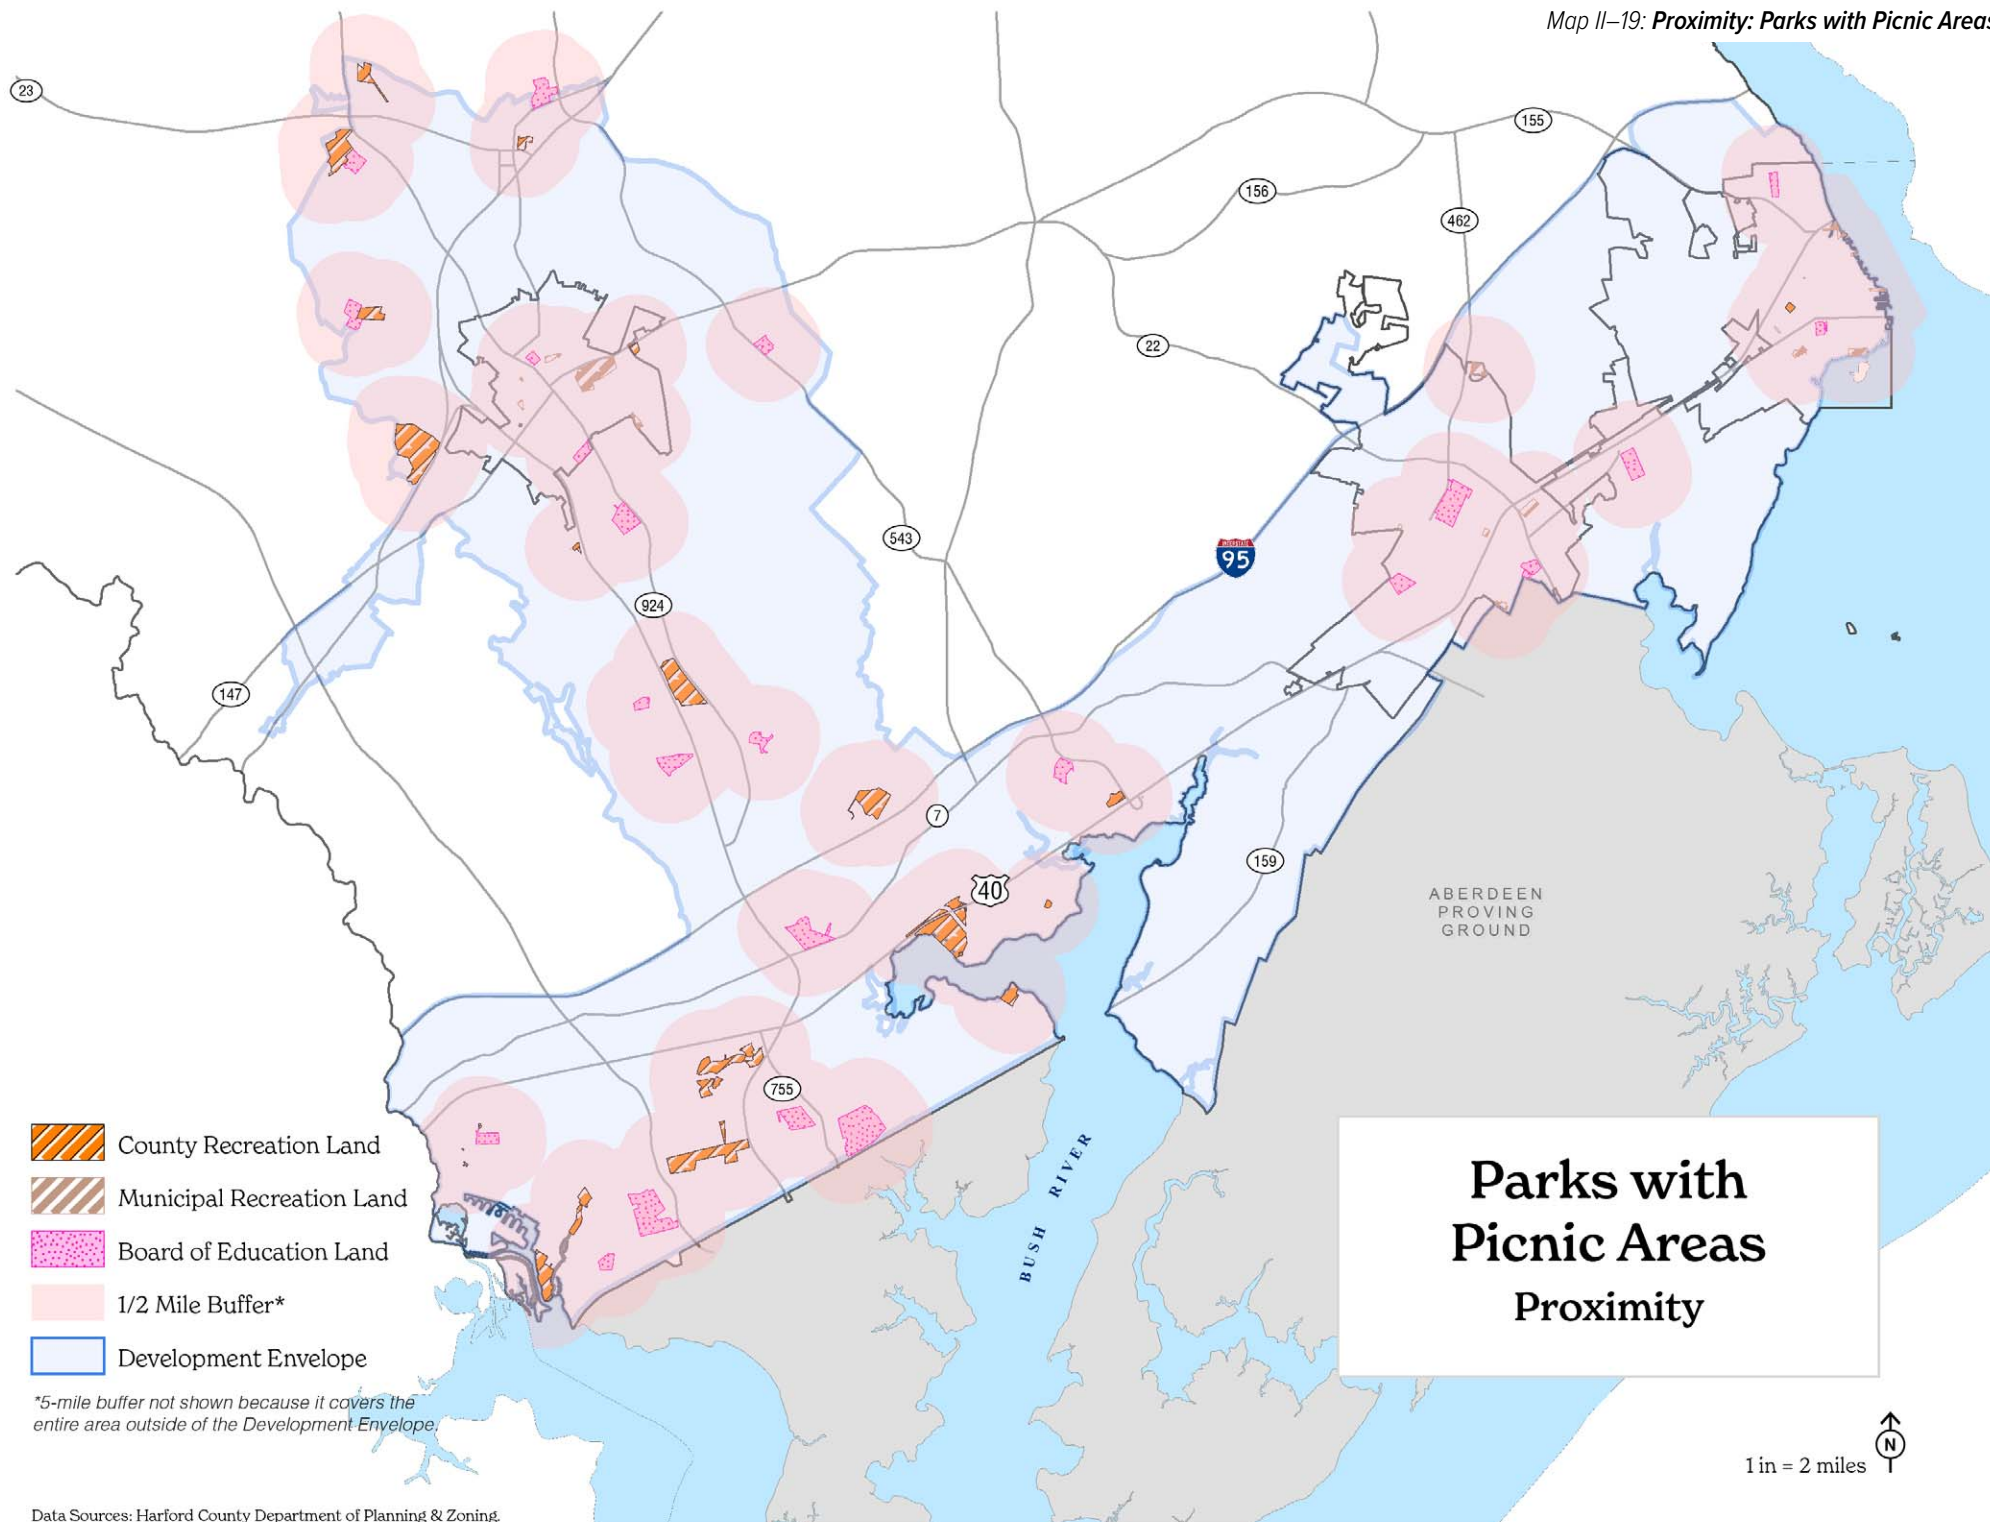 Map II–19: Proximity: Parks with Picnic Areas
23
155
156
462
22
543
INTERSTATE
95
924
147
7
40
159
ABERDEEN
PROVING
GROUND
755
BUSH RIVER
County Recreation Land
Municipal Recreation Land
Board of Education Land
1/2 Mile Buffer*
Development Envelope
*5-mile buffer not shown because it covers the
entire area outside of the Development Envelope.
Parks with
Picnic Areas
Proximity
1 in = 2 miles
N
Data Sources: Harford County Department of Planning & Zoning.